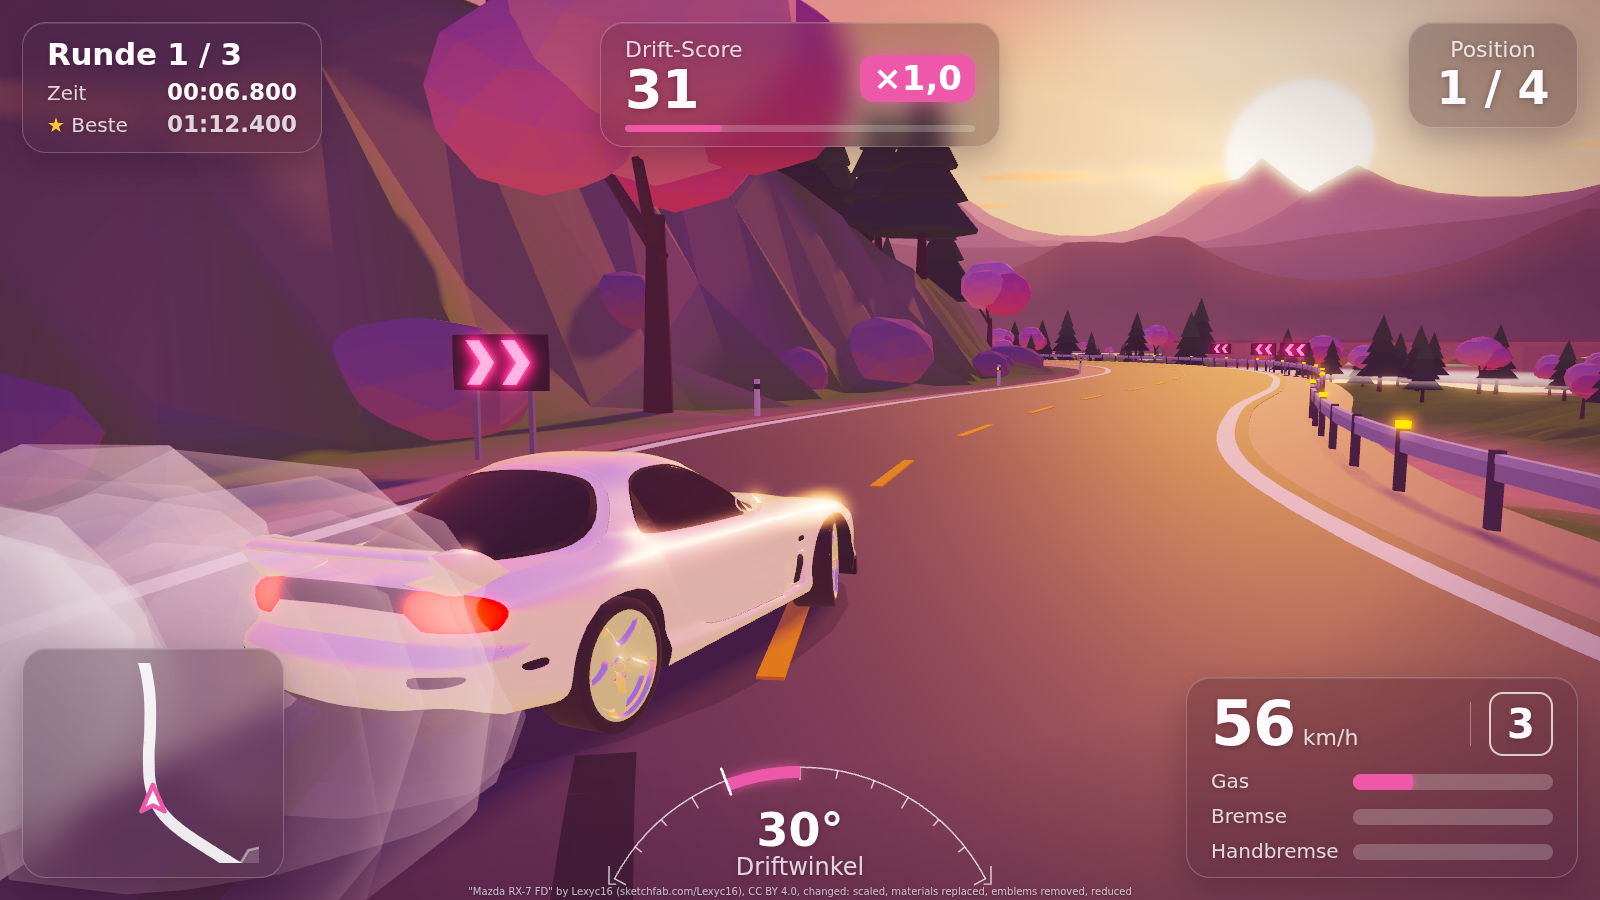 Runde 1 / 3
Zeit 00:06.800
★ Beste 01:12.400
Drift-Score
31
×1,0
Position
1 / 4
56 km/h
3
Gas
Bremse
Handbremse
30°
Driftwinkel
"Mazda RX-7 FD" by Lexyc16 (sketchfab.com/Lexyc16), CC BY 4.0, changed: scaled, materials replaced, emblems removed, reduced